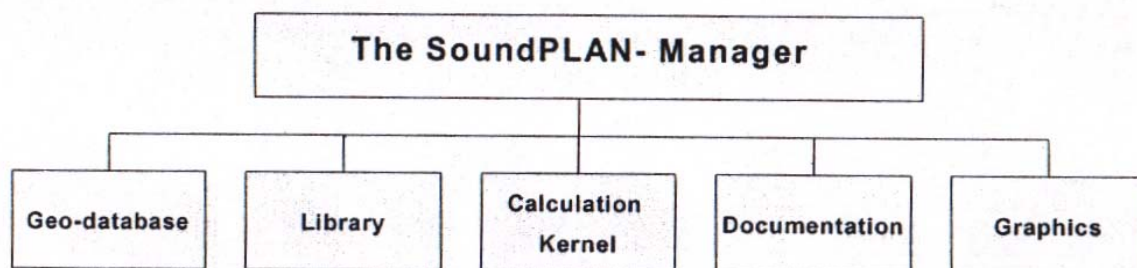 The SoundPLAN- Manager
Geo-database
Library
Calculation
Kernel
Documentation
Graphics